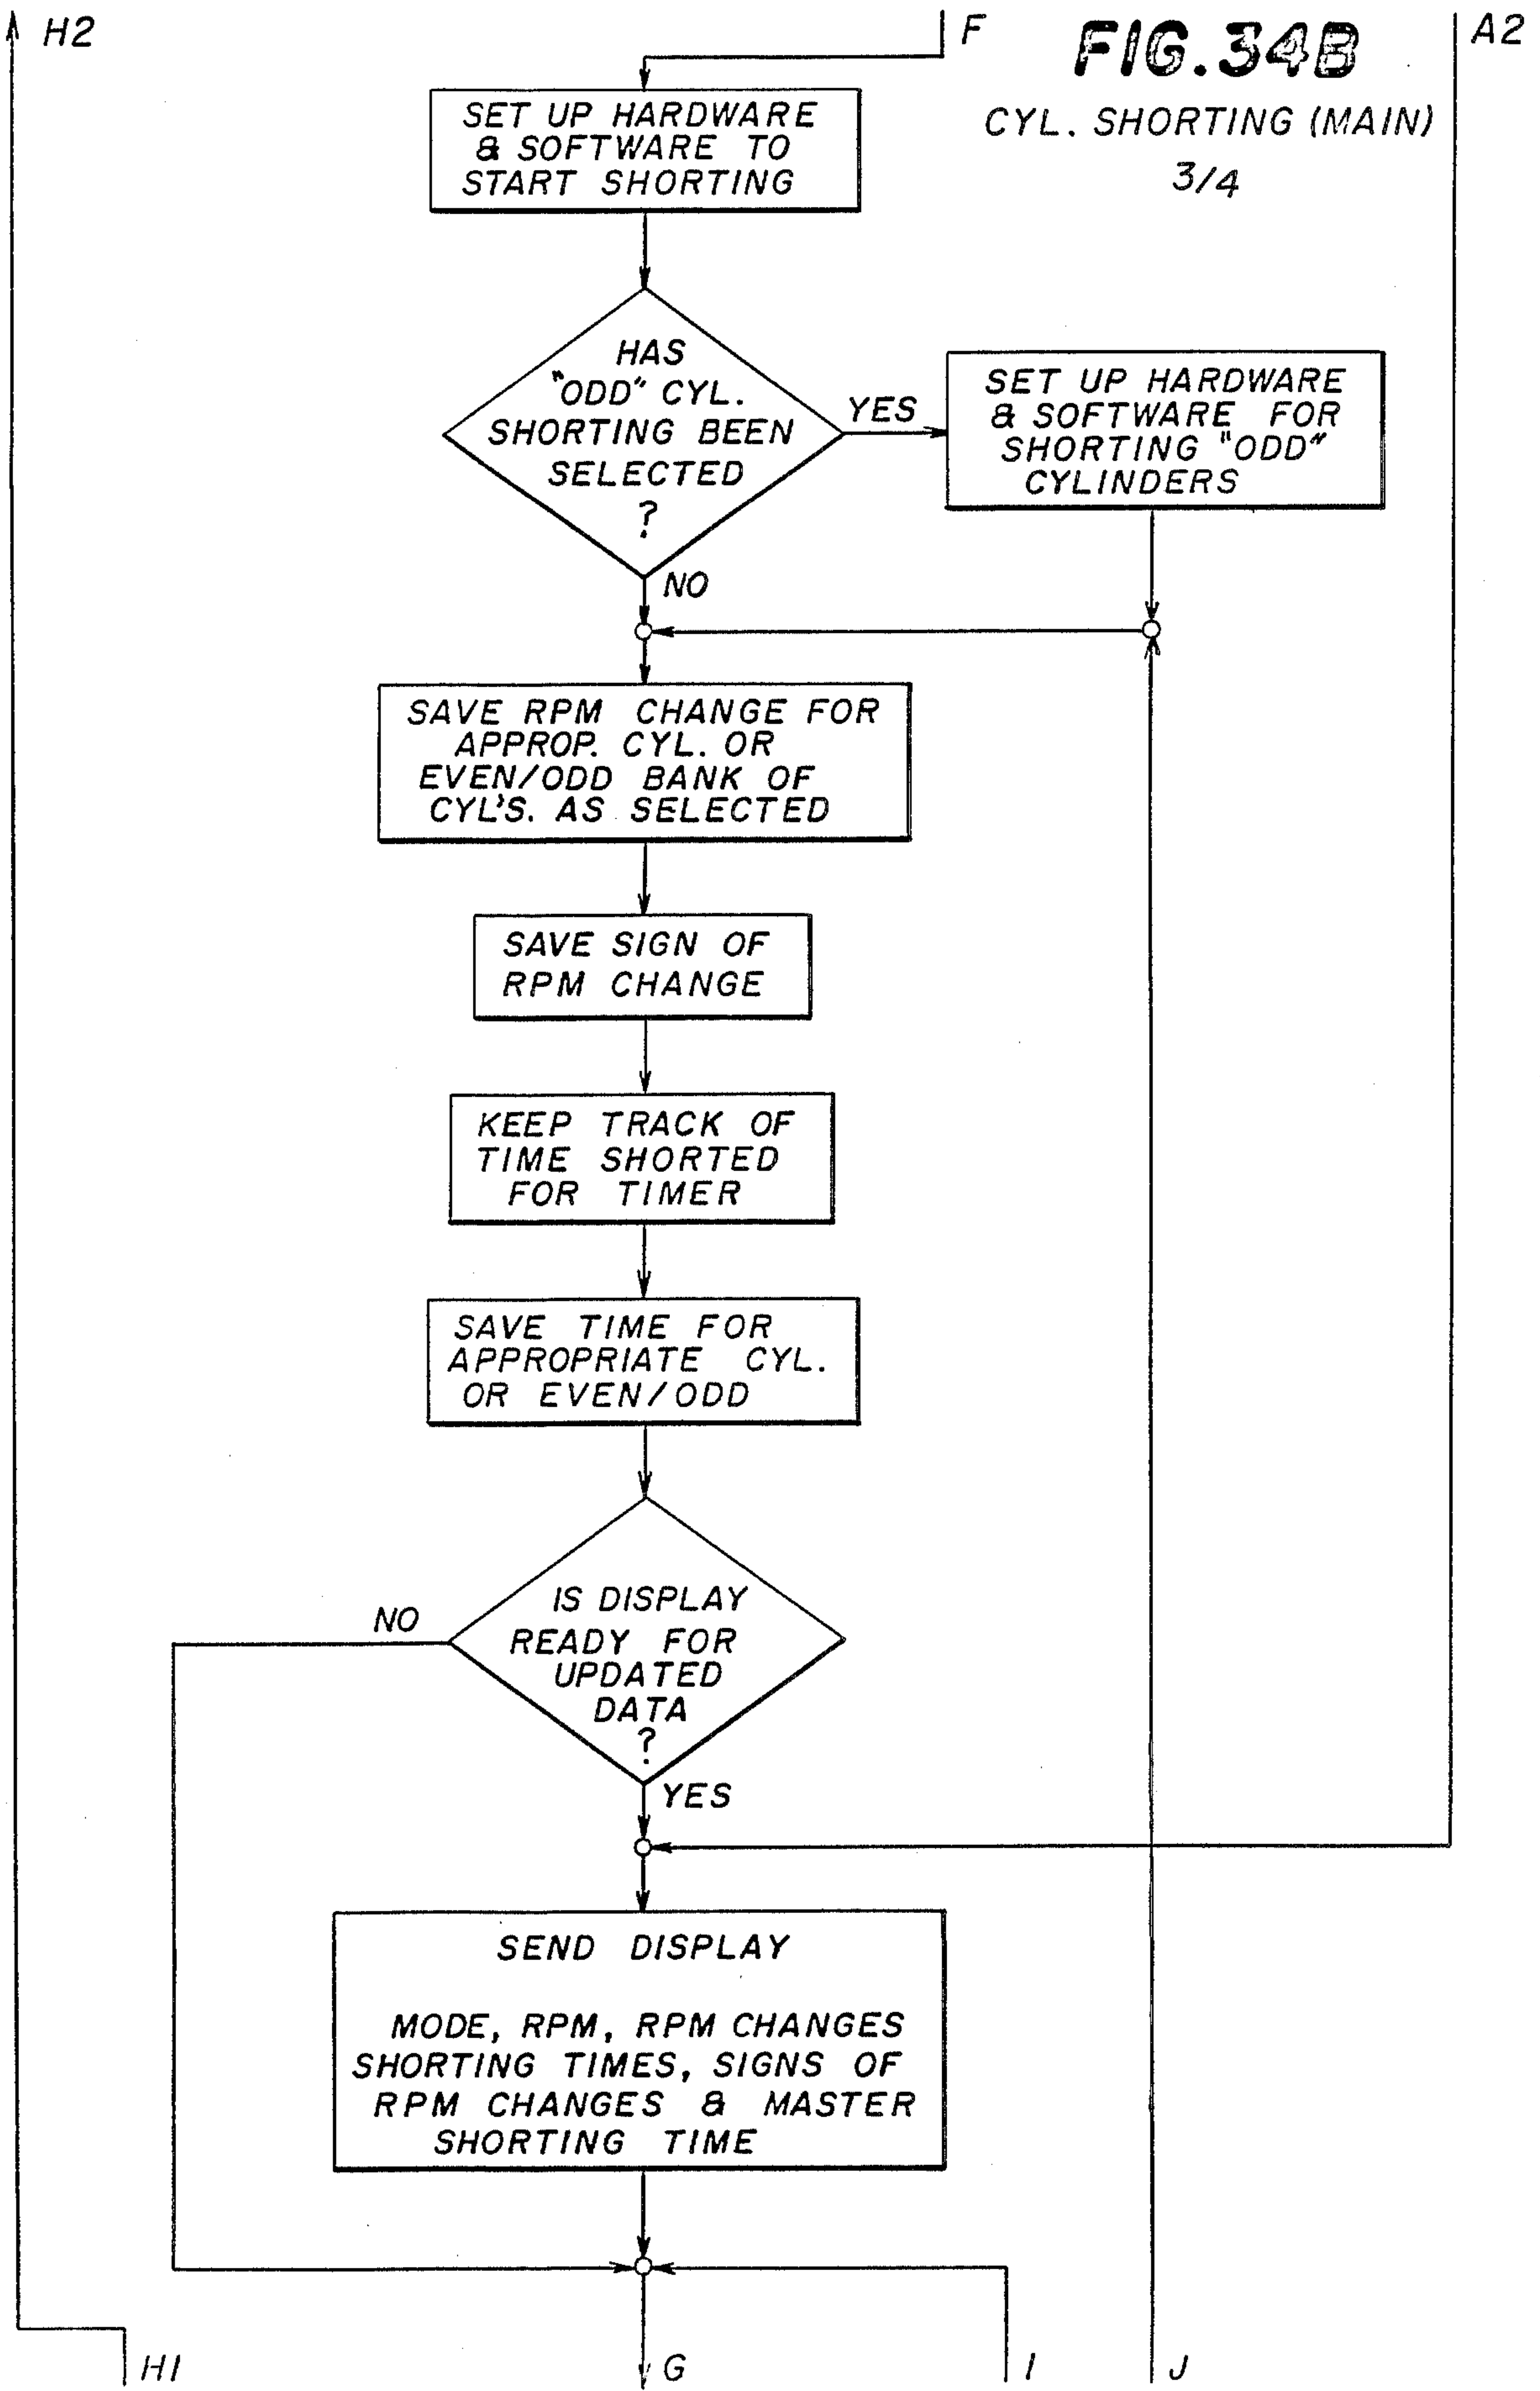 H2
F
FIG. 34B
A2
CYL. SHORTING (MAIN)
3/4
SET UP HARDWARE
& SOFTWARE TO
START SHORTING
HAS
"ODD" CYL.
SHORTING BEEN
SELECTED
?
YES
SET UP HARDWARE
& SOFTWARE FOR
SHORTING "ODD"
CYLINDERS
NO
SAVE RPM CHANGE FOR
APPROP. CYL. OR
EVEN/ODD BANK OF
CYL'S. AS SELECTED
SAVE SIGN OF
RPM CHANGE
KEEP TRACK OF
TIME SHORTED
FOR TIMER
SAVE TIME FOR
APPROPRIATE CYL.
OR EVEN/ODD
NO
IS DISPLAY
READY FOR
UPDATED
DATA
?
YES
SEND DISPLAY
MODE, RPM, RPM CHANGES
SHORTING TIMES, SIGNS OF
RPM CHANGES & MASTER
SHORTING TIME
H1
G
I
J